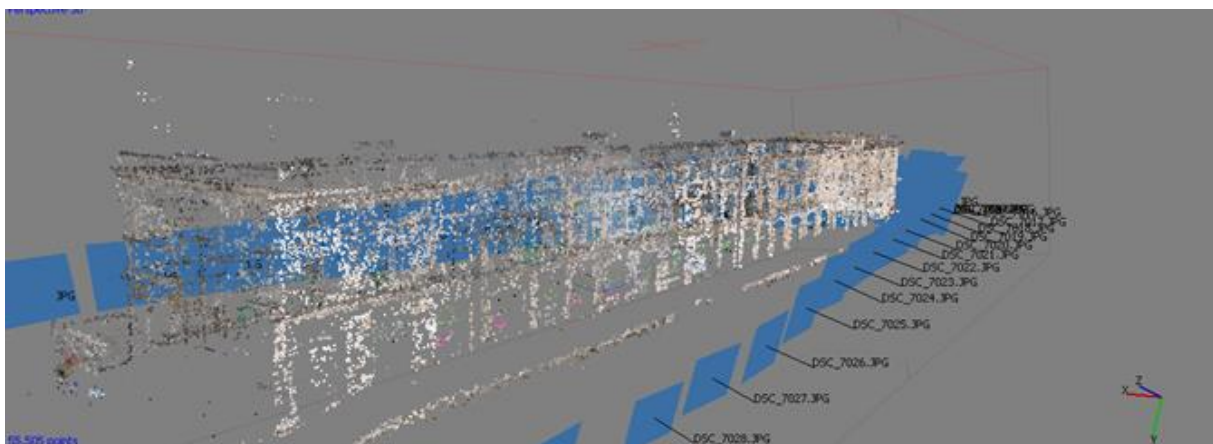 Perspective 30
JPG
DSC_7021.JPG
DSC_7022.JPG
DSC_7023.JPG
DSC_7024.JPG
DSC_7025.JPG
DSC_7026.JPG
DSC_7027.JPG
DSC_7028.JPG
Z
X
Y
55,505 points